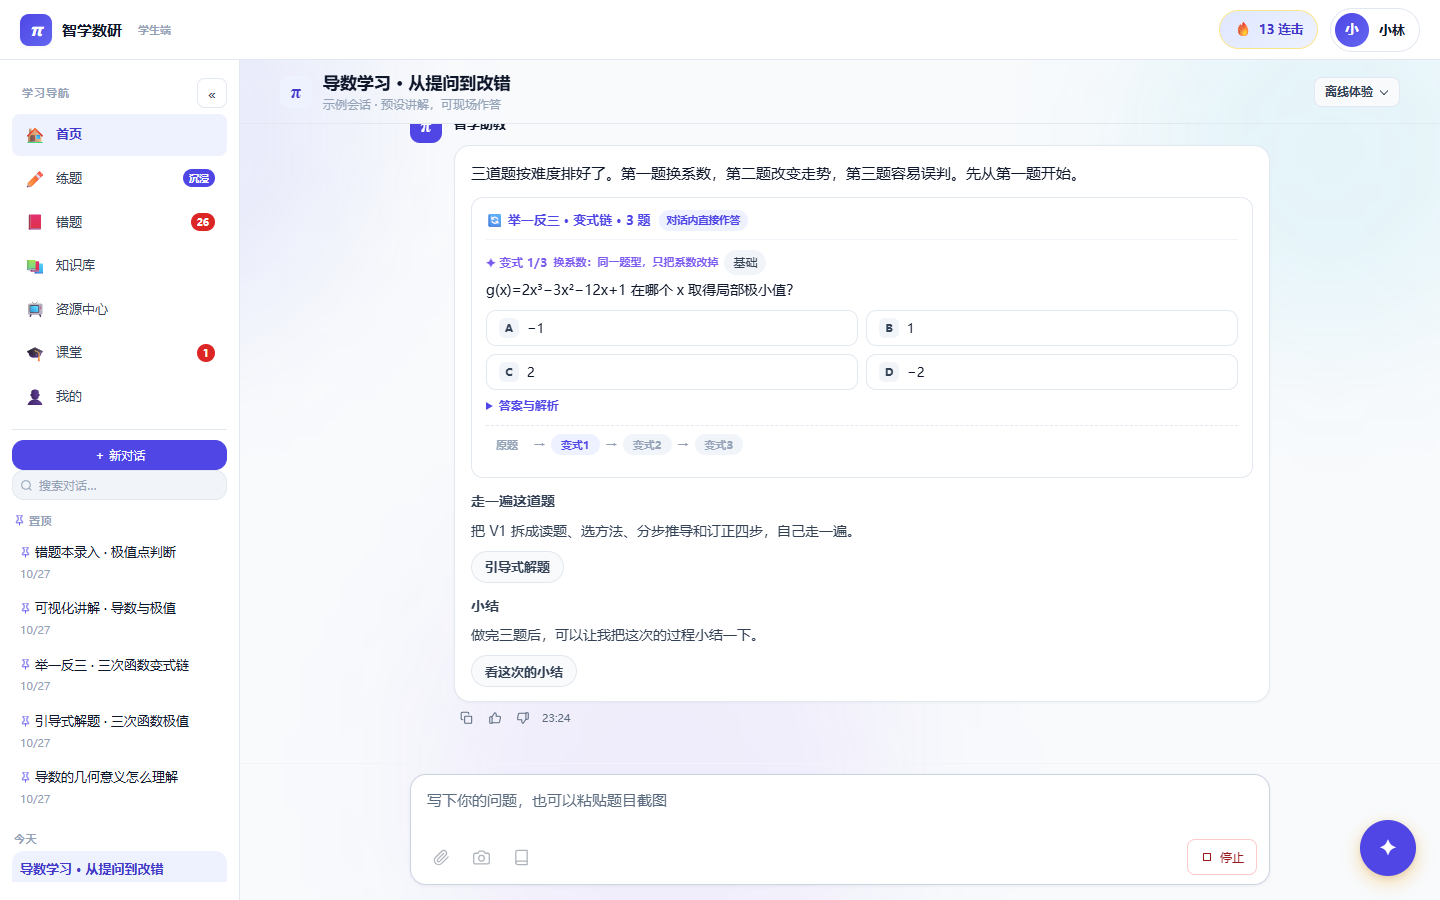 π 智学数研 学生端
13 连击
小 小林
学习导航 «
首页
练题 沉浸
错题 26
知识库
资源中心
课堂 1
我的
+ 新对话
搜索对话...
置顶
错题本录入 · 极值点判断
10/27
可视化讲解 · 导数与极值
10/27
举一反三 · 三次函数变式链
10/27
引导式解题 · 三次函数极值
10/27
导数的几何意义怎么理解
10/27
今天
导数学习 • 从提问到改错
π 导数学习 • 从提问到改错
示例会话 · 预设讲解，可现场作答
离线体验
π 智学助教
三道题按难度排好了。第一题换系数，第二题改变走势，第三题容易误判。先从第一题开始。
举一反三 • 变式链 • 3 题 对话内直接作答
✦ 变式 1/3 换系数：同一题型，只把系数改掉 基础
g(x)=2x³−3x²−12x+1 在哪个 x 取得局部极小值？
A −1
B 1
C 2
D −2
▶ 答案与解析
原题 → 变式1 → 变式2 → 变式3
走一遍这道题
把 V1 拆成读题、选方法、分步推导和订正四步，自己走一遍。
引导式解题
小结
做完三题后，可以让我把这次的过程小结一下。
看这次的小结
23:24
写下你的问题，也可以粘贴题目截图
停止